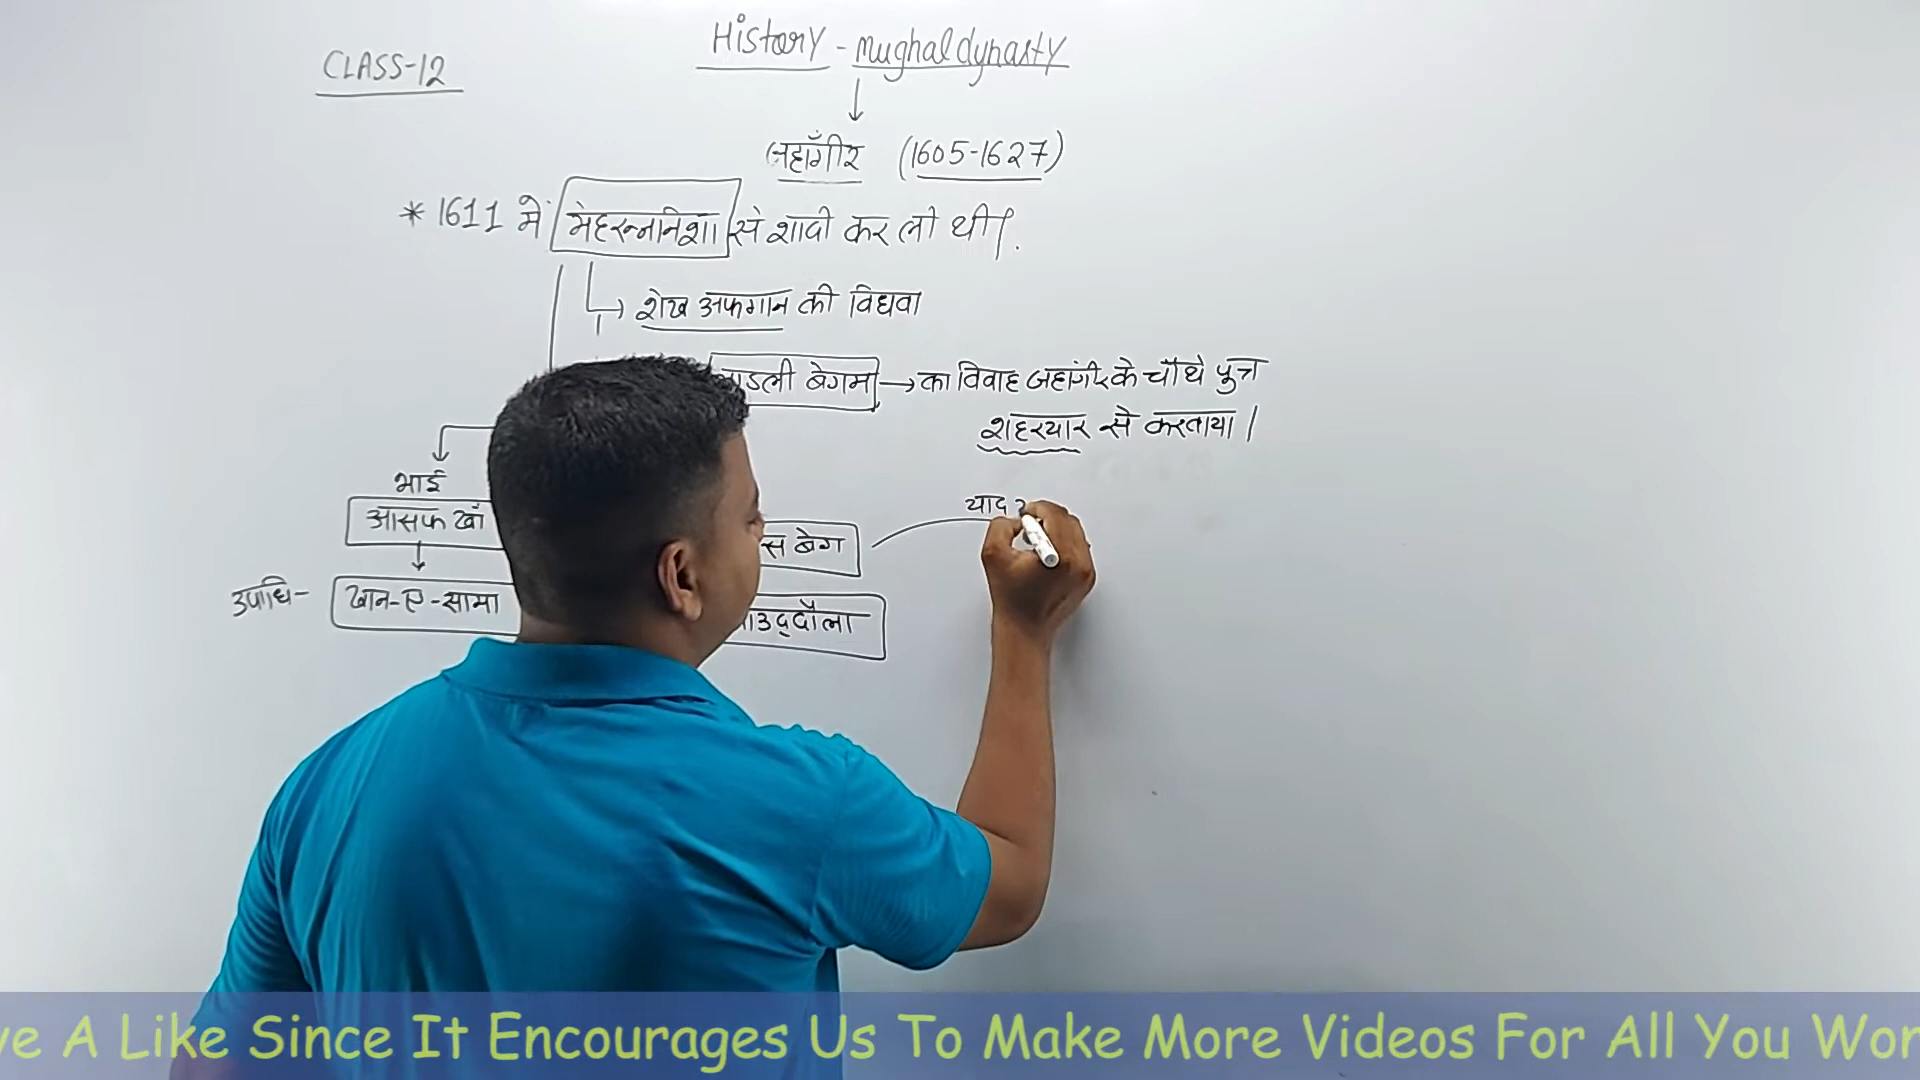 CLASS-12
History - mughal dynasty
जहाँगीर (1605-1627)
* 1611 में मेहरून्ननिशा से शादी कर ली थी।
शेख अफगान की विधवा
बेगम → का विवाह जहांगीर के चौथे पुत्र
शहरयार से करवाया।
भाई
आसफ खाँ
बेग
याद
उपाधि- खान-ए-सामा
ve A Like Since It Encourages Us To Make More Videos For All You Wor